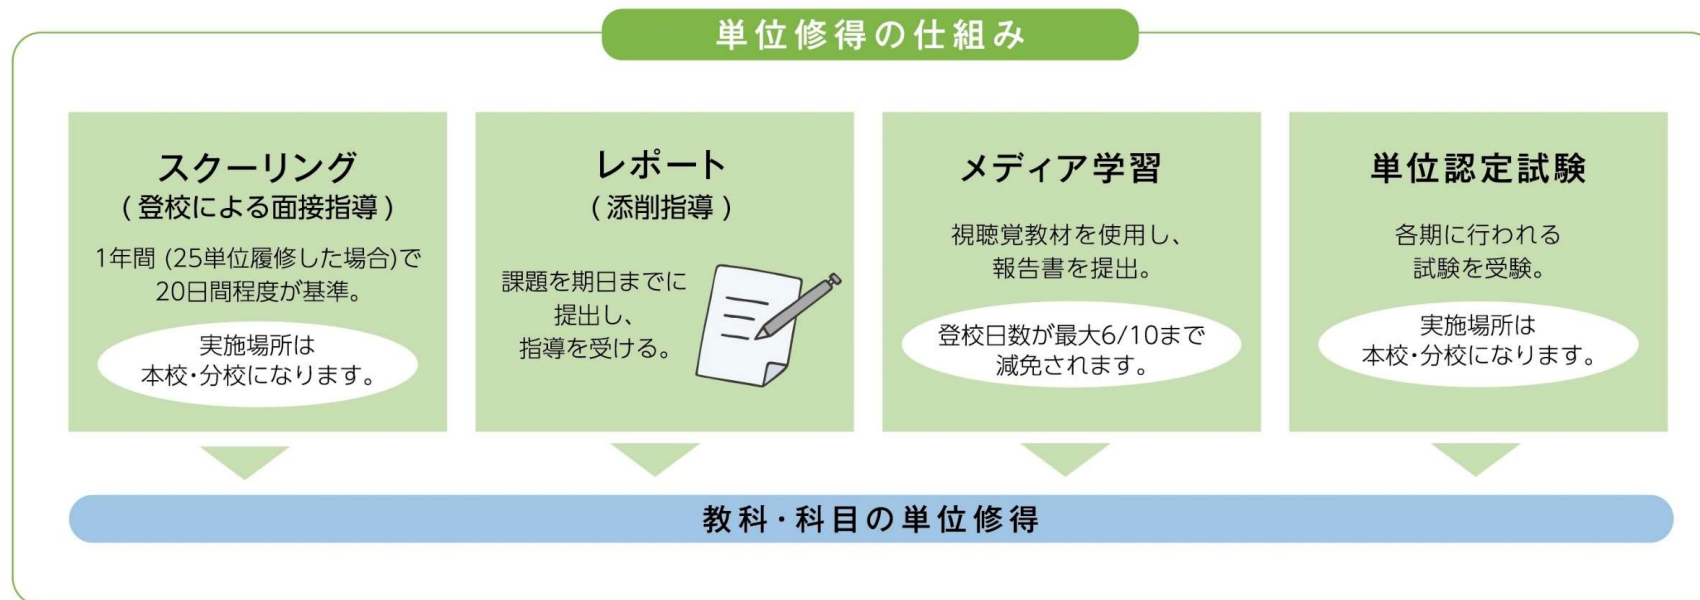 単位修得の仕組み
スクーリング
(登校による面接指導)
1年間 (25単位履修した場合)で
20日間程度が基準。
実施場所は
本校・分校になります。
レポート
(添削指導)
課題を期日までに
提出し、
指導を受ける。
メディア学習
視聴覚教材を使用し、
報告書を提出。
登校日数が最大6/10まで
減免されます。
単位認定試験
各期に行われる
試験を受験。
実施場所は
本校・分校になります。
教科・科目の単位修得